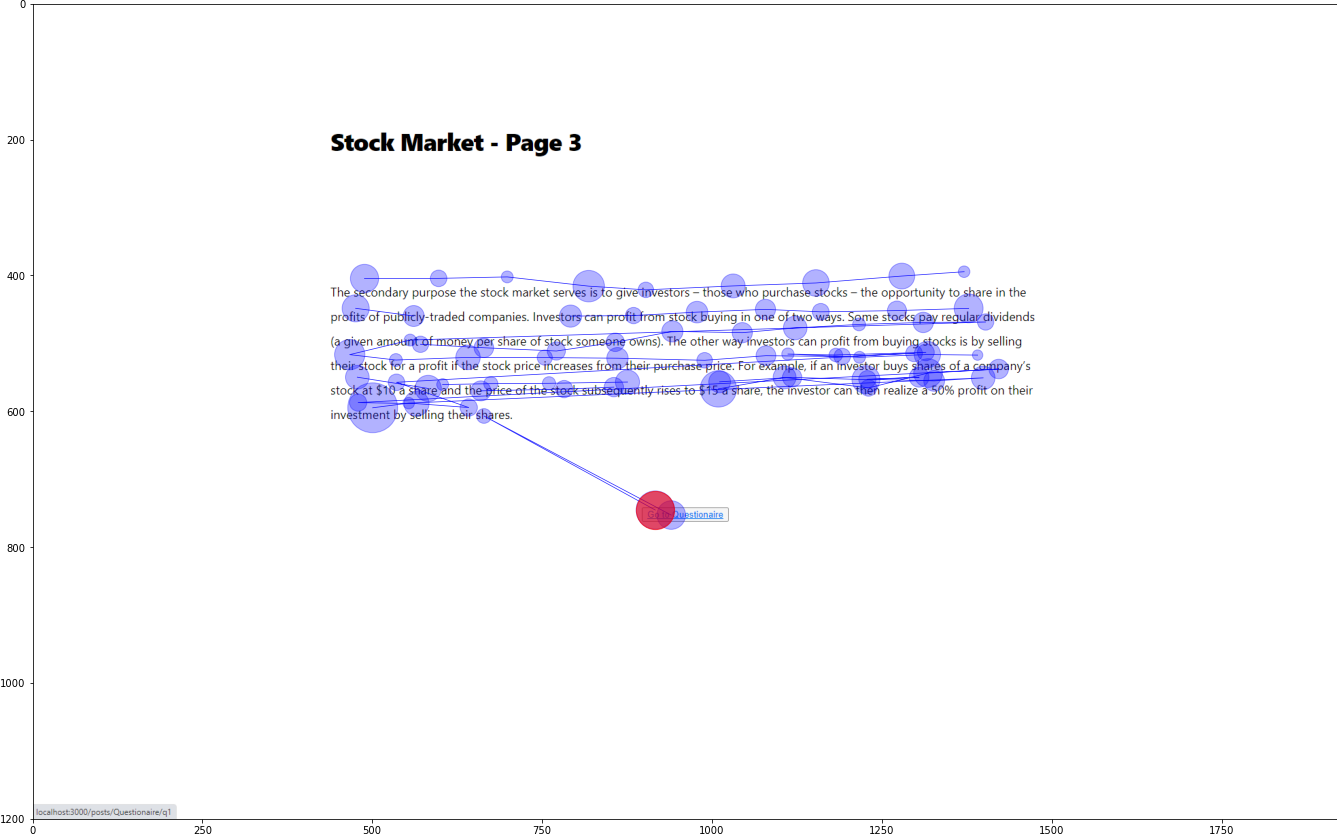 0
200
Stock Market - Page 3
400
The secondary purpose the stock market serves is to give investors – those who purchase stocks – the opportunity to share in the
profits of publicly-traded companies. Investors can profit from stock buying in one of two ways. Some stocks pay regular dividends
(a given amount of money per share of stock someone owns). The other way investors can profit from buying stocks is by selling
their stock for a profit if the stock price increases from their purchase price. For example, if an investor buys shares of a company’s
stock at $10 a share and the price of the stock subsequently rises to $15 a share, the investor can then realize a 50% profit on their
600
investment by selling their shares.
Go to Questionaire
800
1000
localhost:3000/posts/Questionaire/q1
1200
0 250 500 750 1000 1250 1500 1750